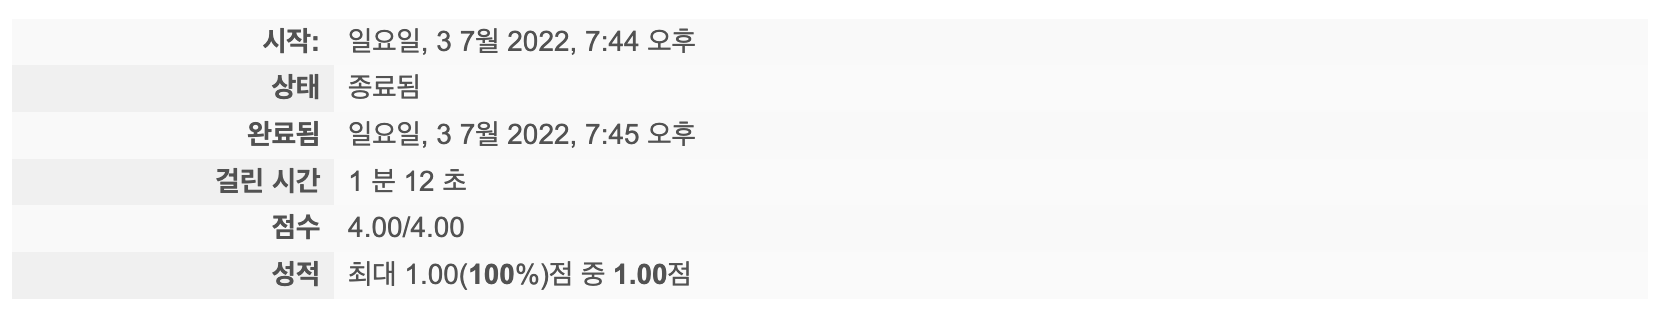 시작: 일요일, 3 7월 2022, 7:44 오후
상태 종료됨
완료됨 일요일, 3 7월 2022, 7:45 오후
걸린 시간 1 분 12 초
점수 4.00/4.00
성적 최대 1.00(100%)점 중 1.00점